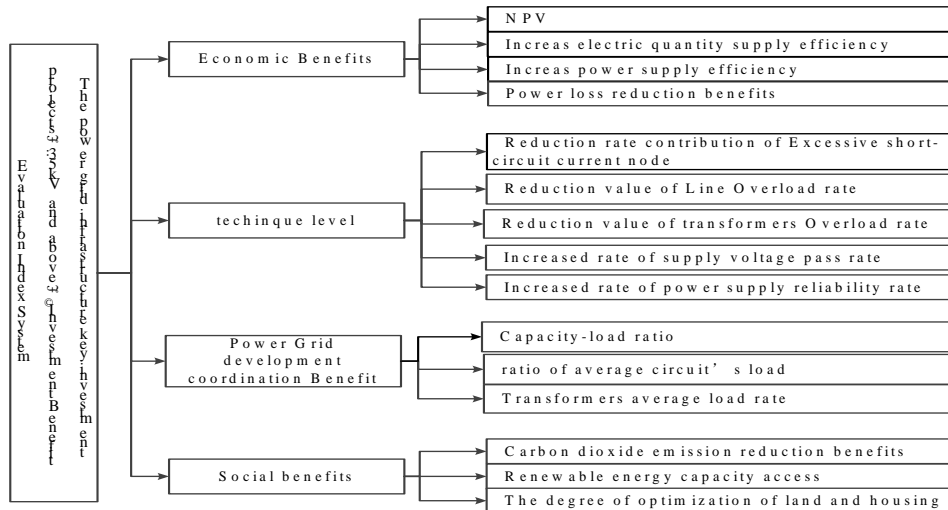 The power grid infrastructure key investment
projects£¨35kV and above£©Investment Benefit
Evaluation Index System
Economic Benefits
NPV
Increas electric quantity supply efficiency
Increas power supply efficiency
Power loss reduction benefits
techinque level
Reduction rate contribution of Excessive short-
circuit current node
Reduction value of Line Overload rate
Reduction value of transformers Overload rate
Increased rate of supply voltage pass rate
Increased rate of power supply reliability rate
Power Grid
development
coordination Benefit
Capacity-load ratio
ratio of average circuit’s load
Transformers average load rate
Social benefits
Carbon dioxide emission reduction benefits
Renewable energy capacity access
The degree of optimization of land and housing